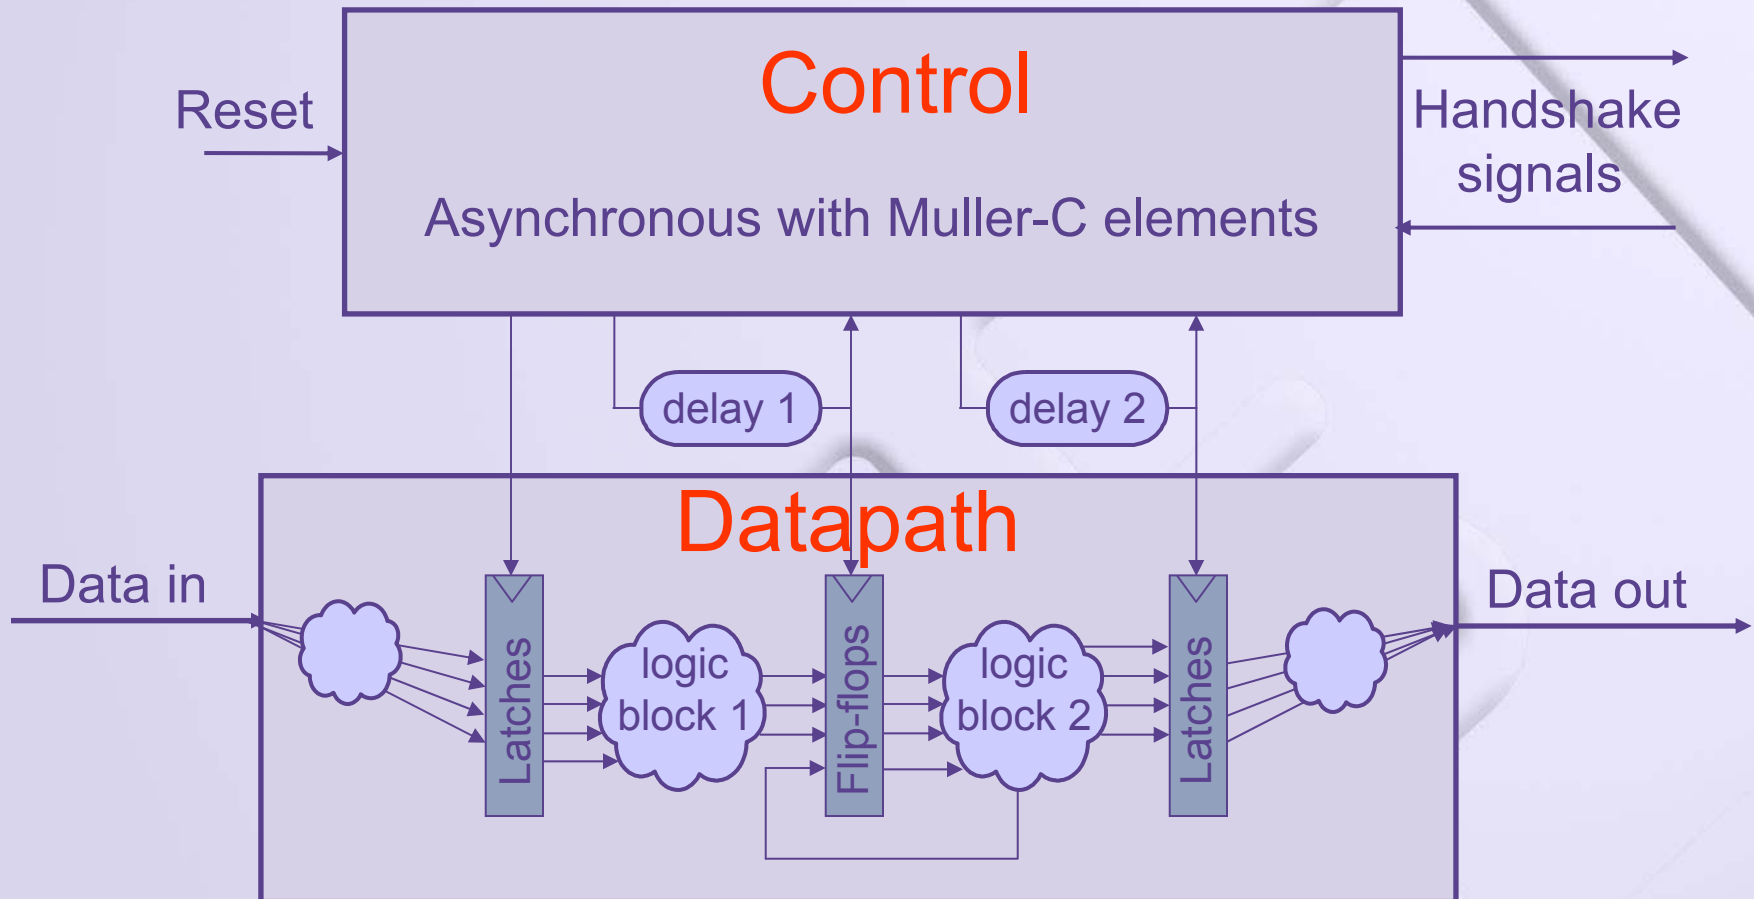 Control
Reset
Handshake
signals
Asynchronous with Muller-C elements
delay 1
delay 2
Datapath
Data in
Data out
Latches
logic
block 1
Flip-flops
logic
block 2
Latches